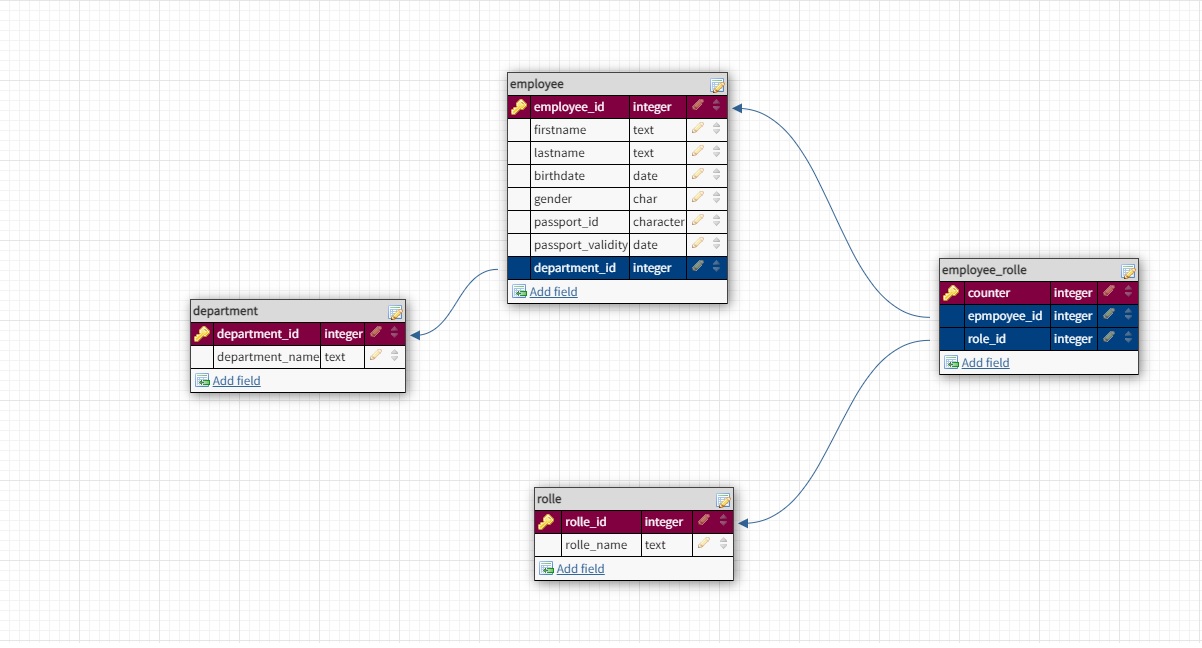 employee
employee_id integer
firstname text
lastname text
birthdate date
gender char
passport_id character
passport_validity date
department_id integer
Add field
department
department_id integer
department_name text
Add field
employee_rolle
counter integer
epmpoyee_id integer
role_id integer
Add field
rolle
rolle_id integer
rolle_name text
Add field